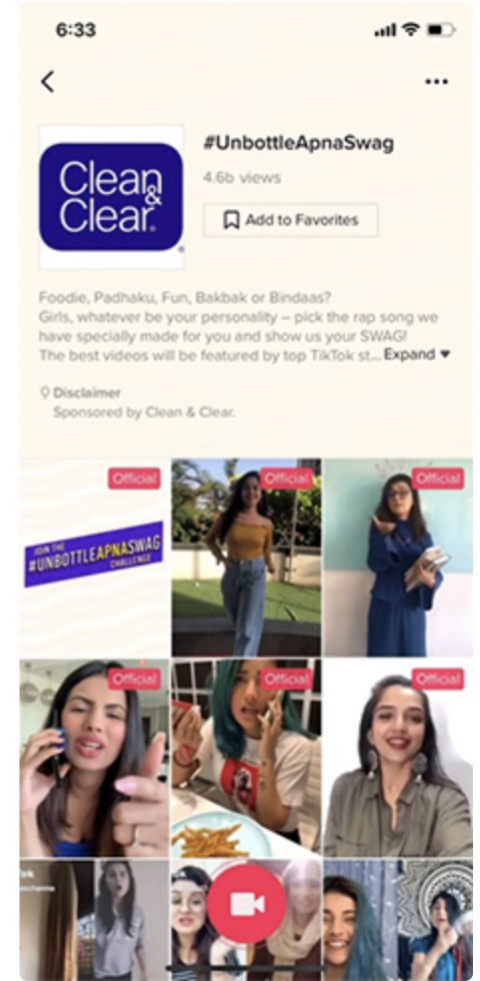 6:33
Clean
&
Clear®
#UnbottleApnaSwag
4.6b views
Add to Favorites
Foodie, Padhaku, Fun, Bakbak or Bindaas?
Girls, whatever be your personality – pick the rap song we
have specially made for you and show us your SWAG!
The best videos will be featured by top TikTok st... Expand
Disclaimer
Sponsored by Clean & Clear.
Official
Official
Official
JOIN THE
#UNBOTTLEAPNASWAG
CHALLENGE
Official
Official
Official